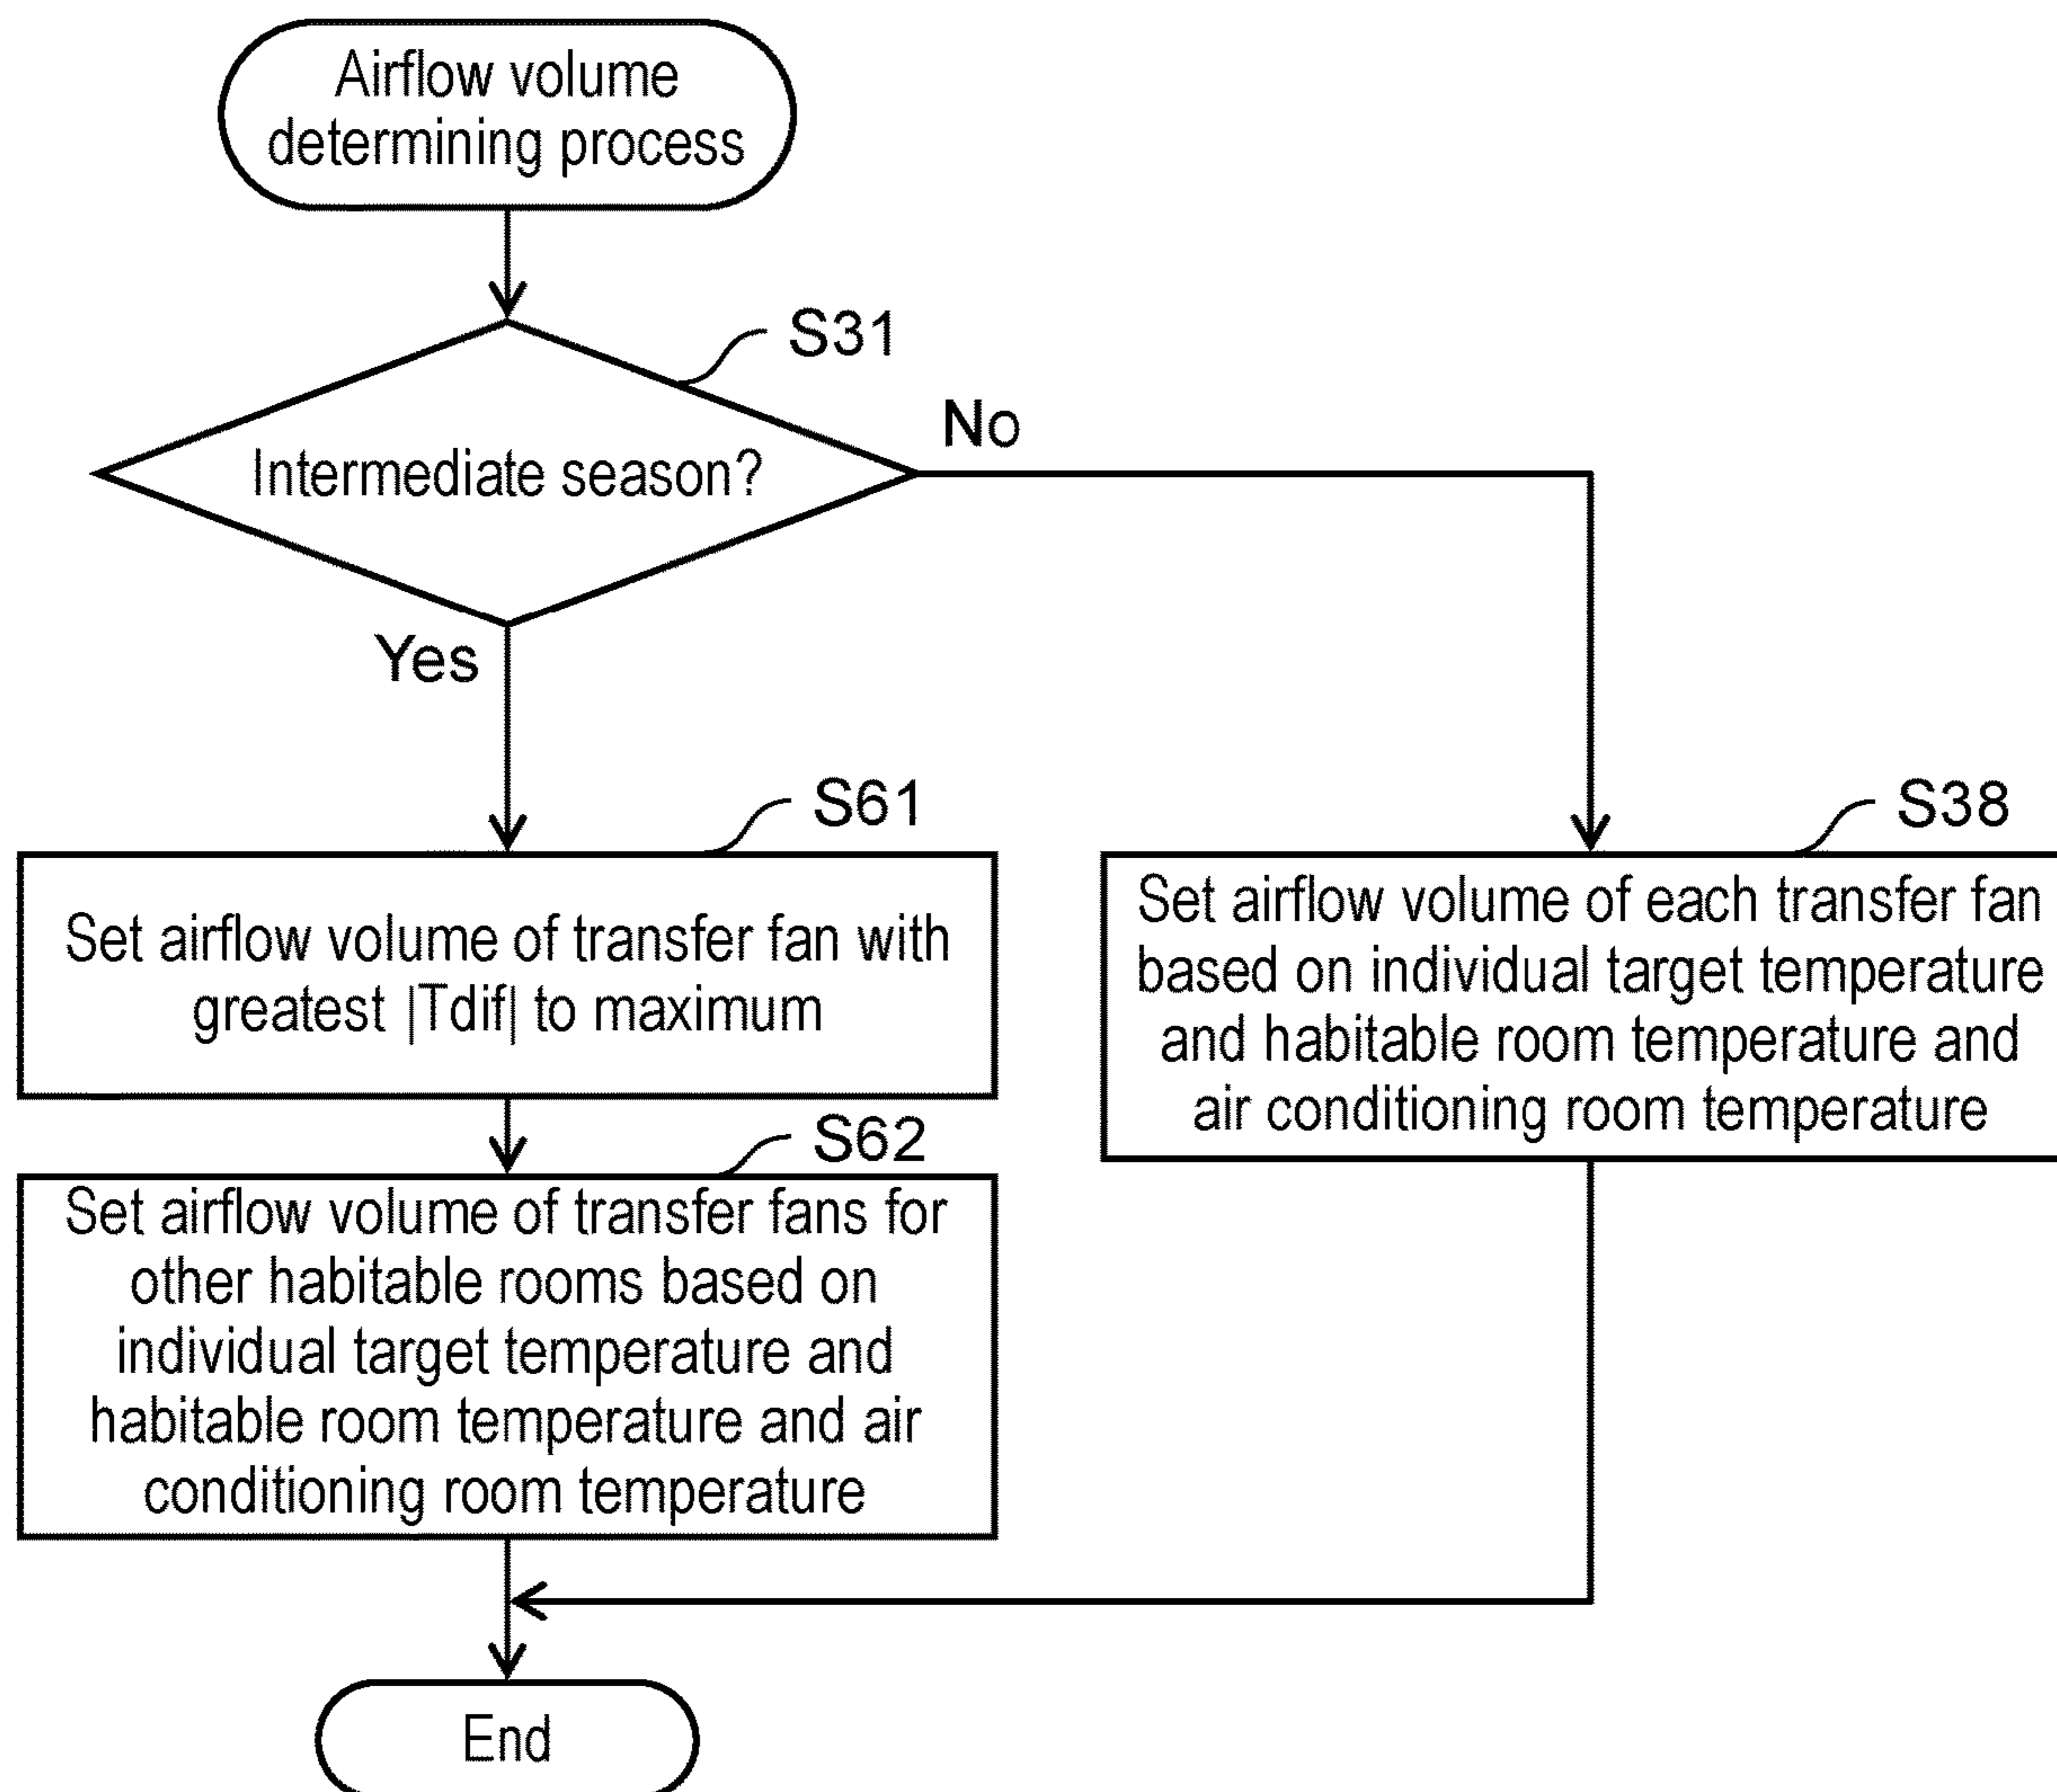 Airflow volume
determining process
S31
Intermediate season?
No
Yes
S61
Set airflow volume of transfer fan with
greatest |Tdif| to maximum
S62
Set airflow volume of transfer fans for
other habitable rooms based on
individual target temperature and
habitable room temperature and air
conditioning room temperature
S38
Set airflow volume of each transfer fan
based on individual target temperature
and habitable room temperature and
air conditioning room temperature
End